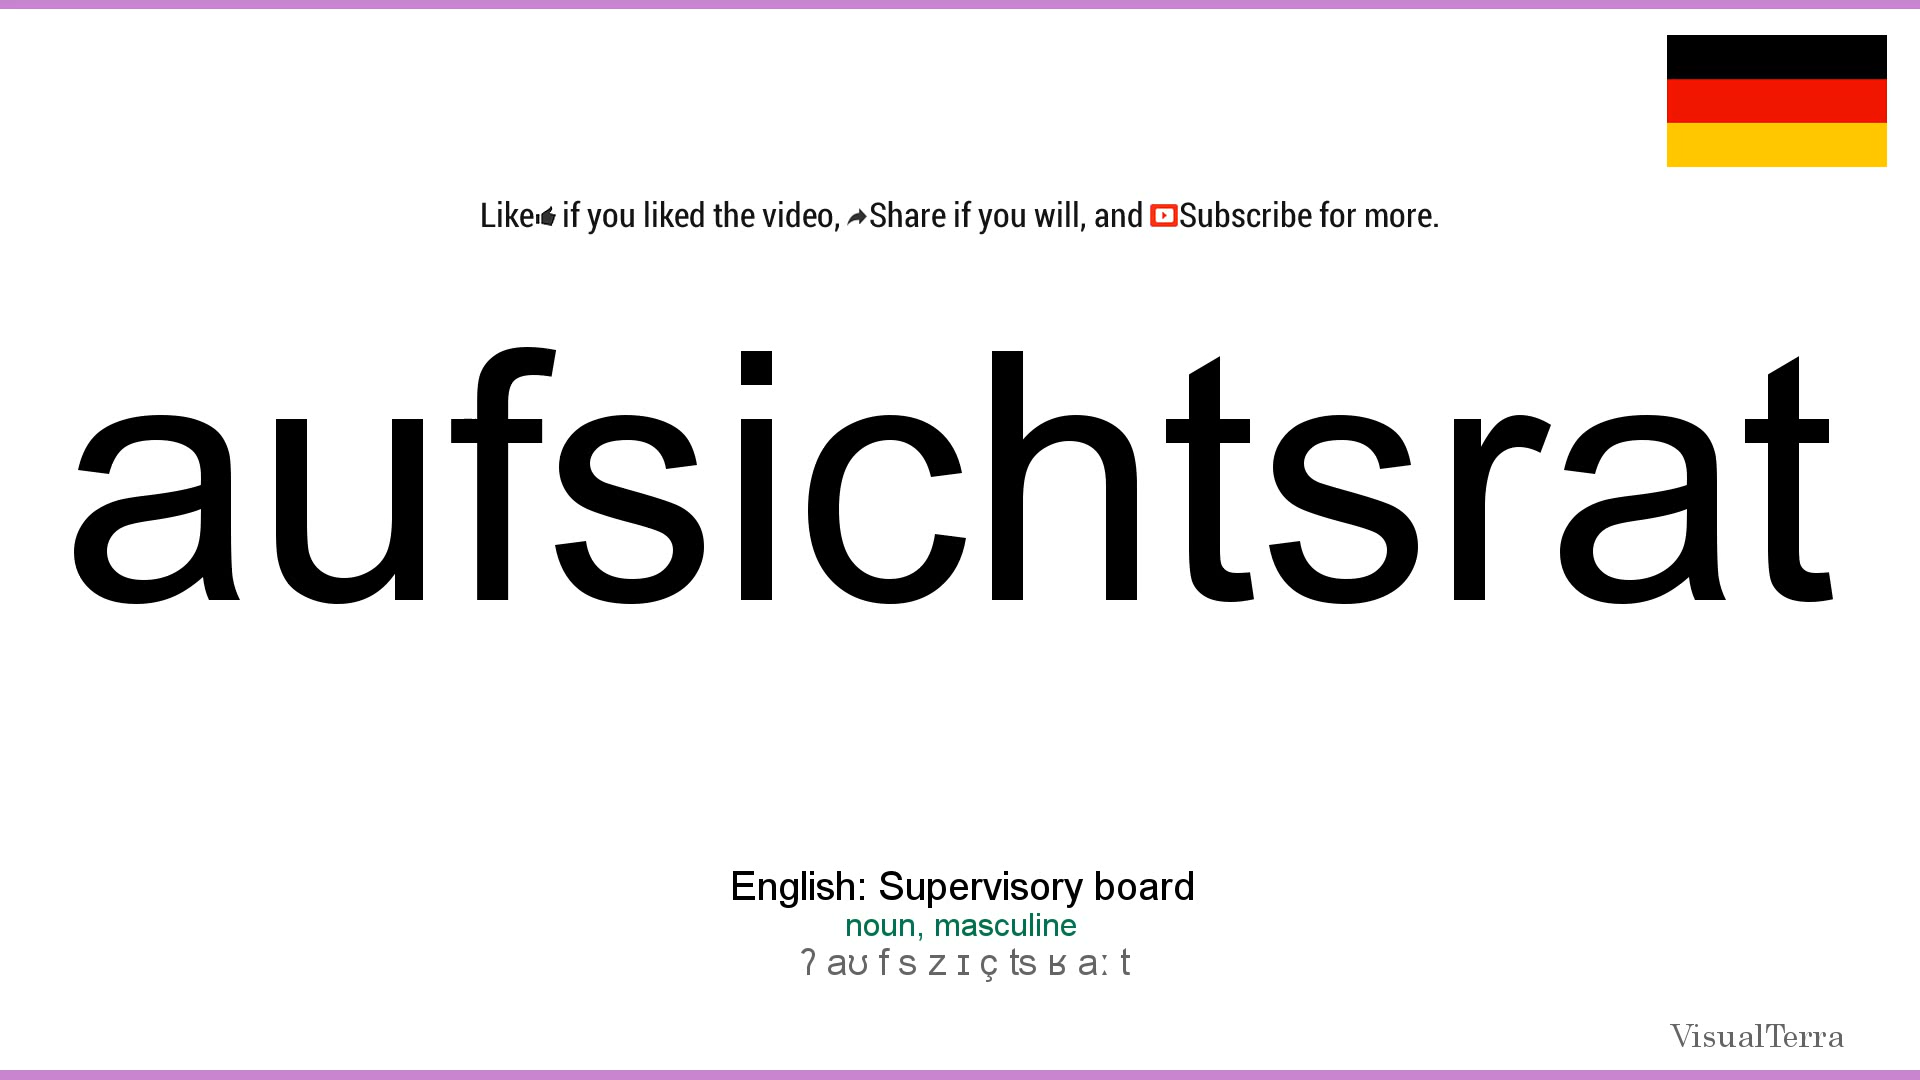 Like if you liked the video, Share if you will, and Subscribe for more.
aufsichtsrat
English: Supervisory board
noun, masculine
ʔ aʊ f s z ɪ ç ts ʁ aː t
VisualTerra